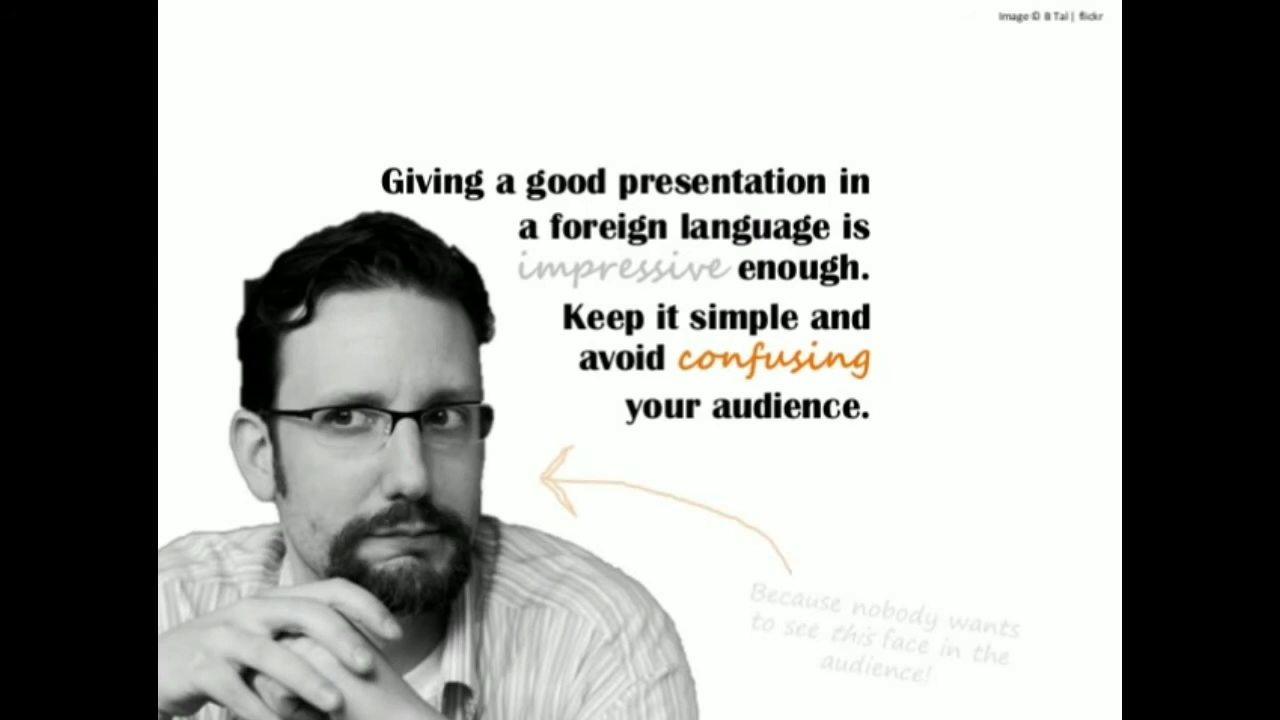 Image © B Tal | flickr
Giving a good presentation in
a foreign language is
impressive enough.
Keep it simple and
avoid confusing
your audience.
Because nobody wants
to see this face in the
audience!